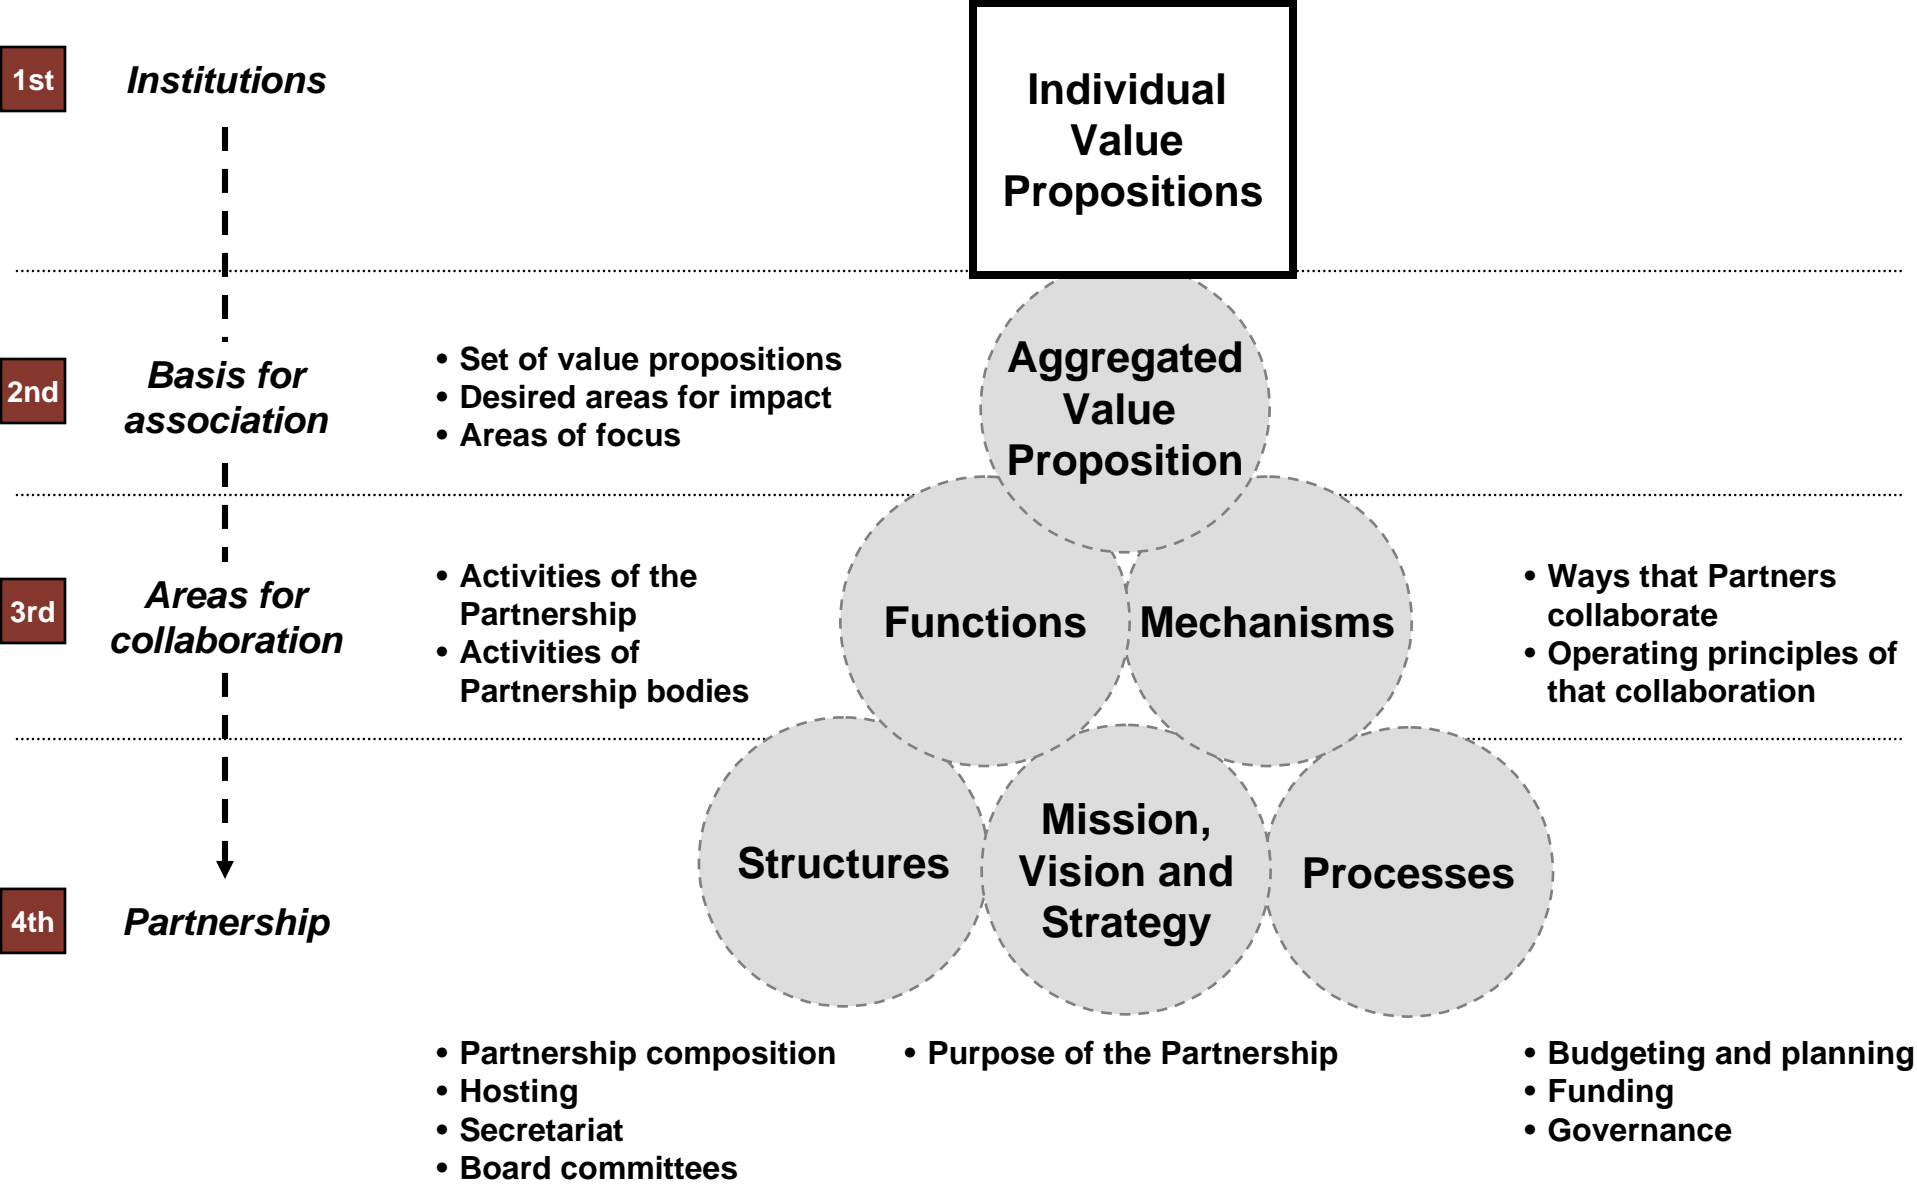 1st
Institutions
Individual
Value
Propositions
2nd
Basis for
association
• Set of value propositions
• Desired areas for impact
• Areas of focus
Aggregated
Value
Proposition
3rd
Areas for
collaboration
• Activities of the
Partnership
• Activities of
Partnership bodies
Functions
Mechanisms
• Ways that Partners
collaborate
• Operating principles of
that collaboration
4th
Partnership
Structures
Mission,
Vision and
Strategy
Processes
• Partnership composition
• Hosting
• Secretariat
• Board committees
• Purpose of the Partnership
• Budgeting and planning
• Funding
• Governance